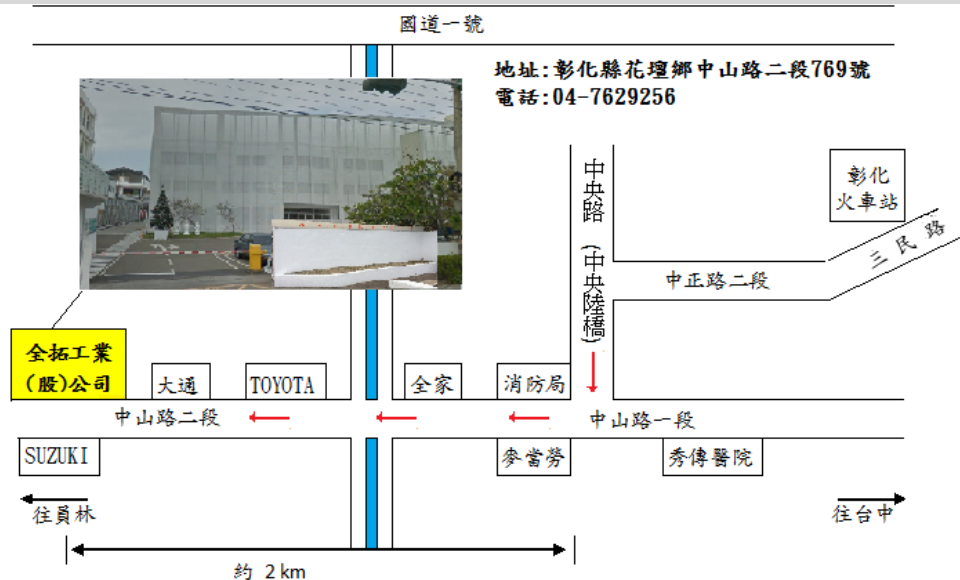 國道一號
地址:彰化縣花壇鄉中山路二段769號
電話:04-7629256
中央路(中央陸橋)
彰化
火車站
三民路
中正路二段
全拓工業
(股)公司
大通
TOYOTA
全家
消防局
中山路二段
中山路一段
SUZUKI
麥當勞
秀傳醫院
往員林
往台中
約 2 km